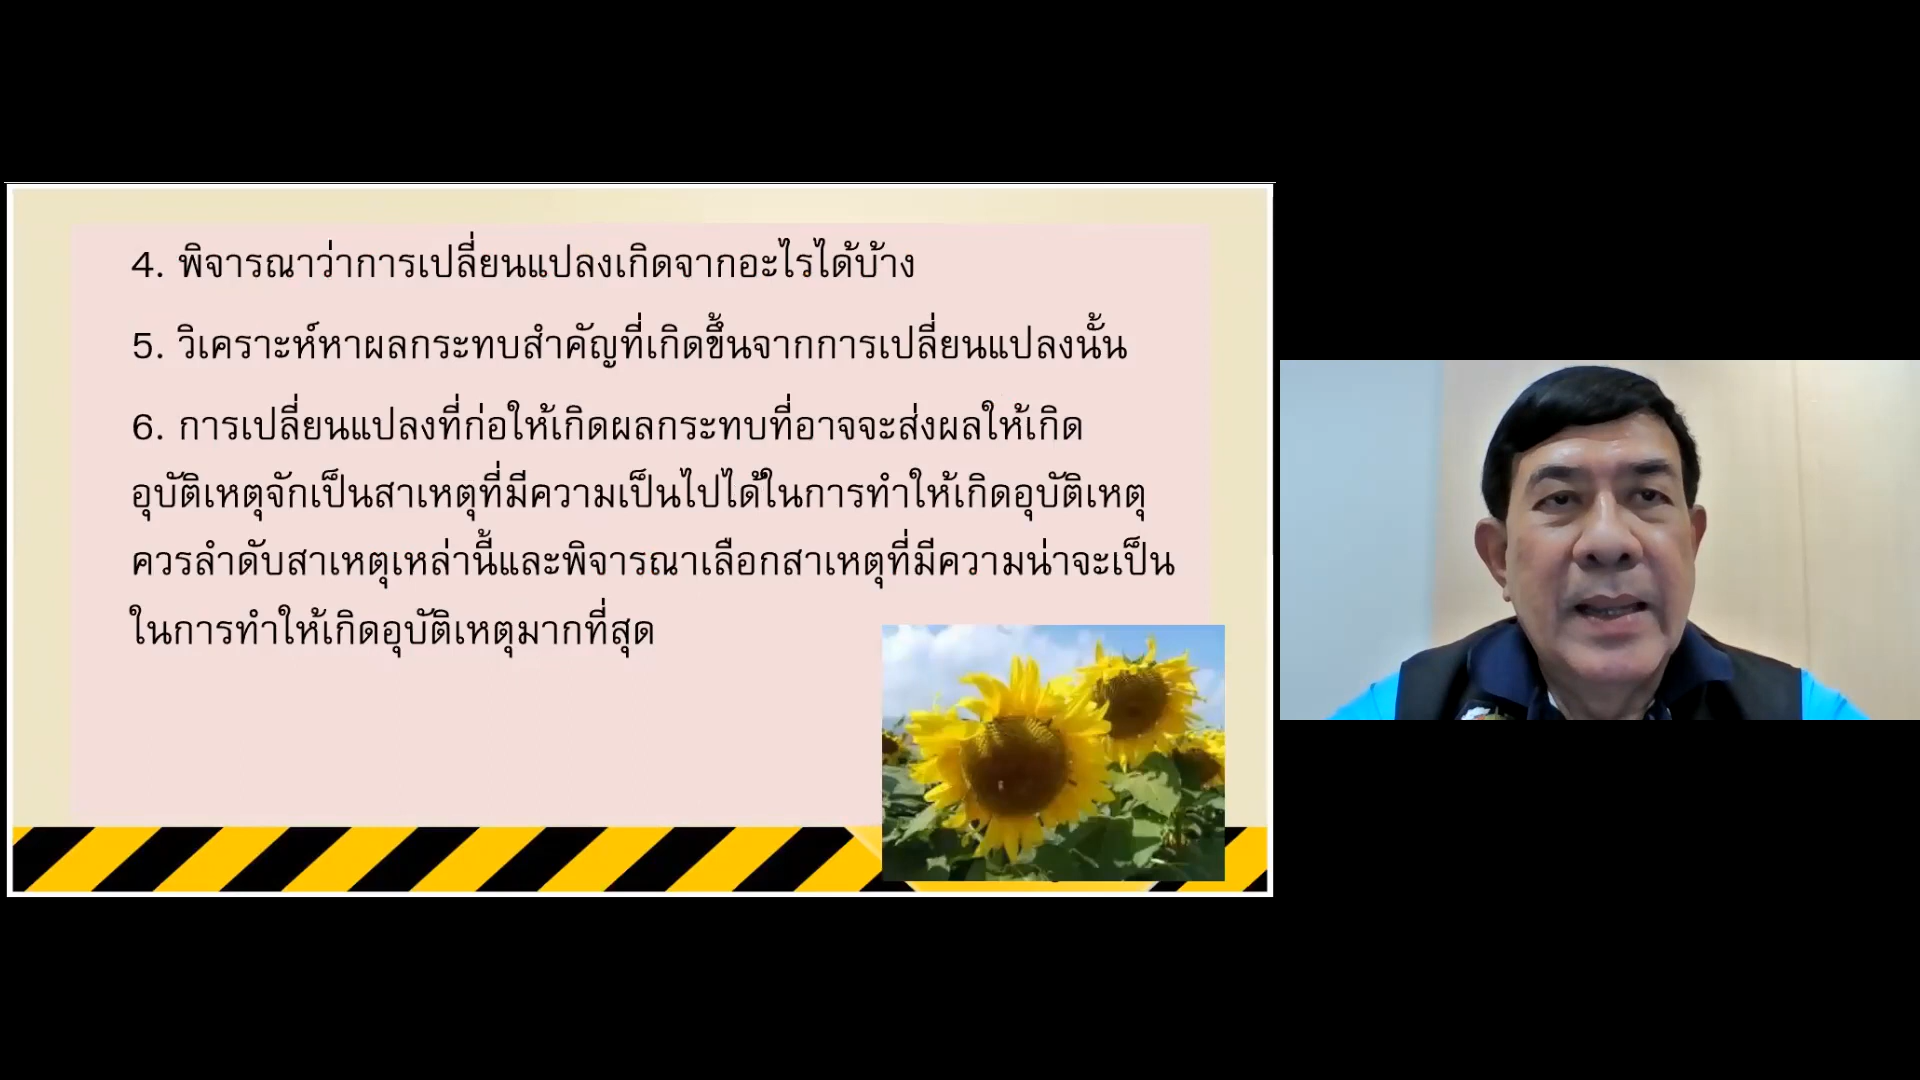 4. พิจารณาว่าการเปลี่ยนแปลงเกิดจากอะไรได้บ้าง
5. วิเคราะห์หาผลกระทบสำคัญที่เกิดขึ้นจากการเปลี่ยนแปลงนั้น
6. การเปลี่ยนแปลงที่ก่อให้เกิดผลกระทบที่อาจจะส่งผลให้เกิด
อุบัติเหตุจักเป็นสาเหตุที่มีความเป็นไปได้ในการทำให้เกิดอุบัติเหตุ
ควรลำดับสาเหตุเหล่านี้และพิจารณาเลือกสาเหตุที่มีความน่าจะเป็น
ในการทำให้เกิดอุบัติเหตุมากที่สุด